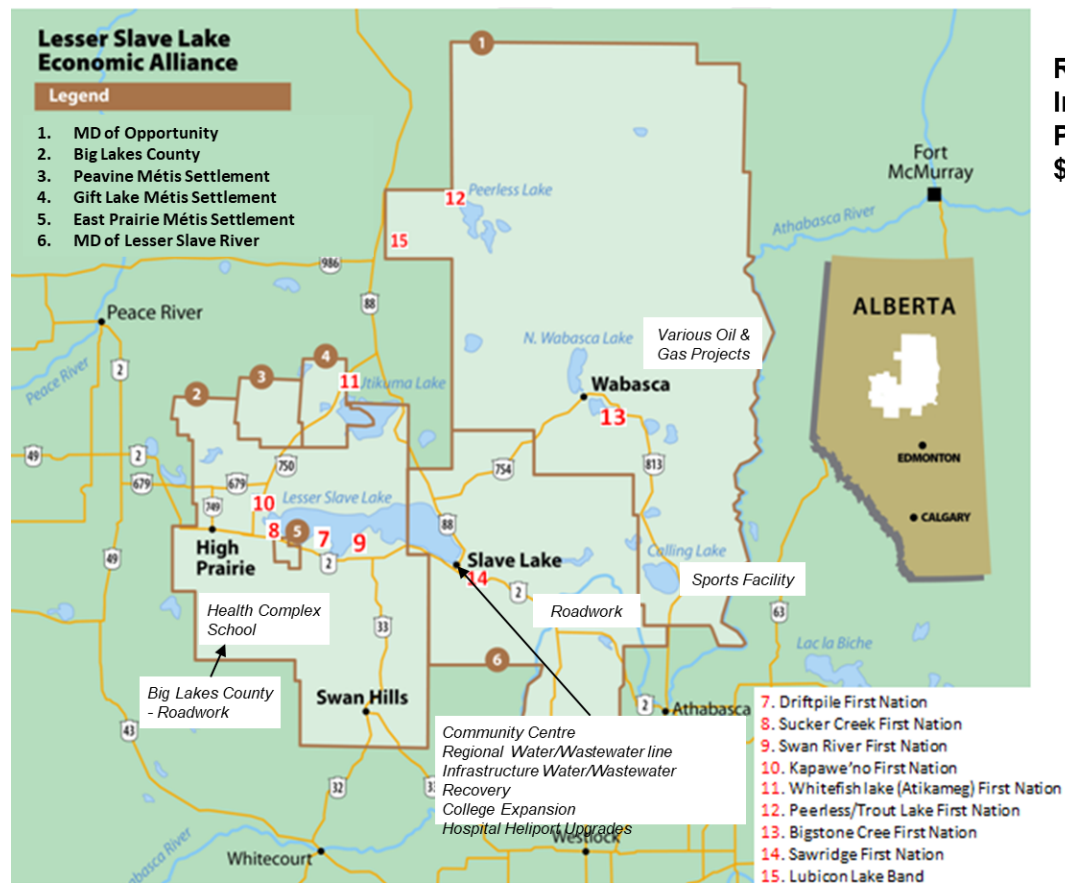 Lesser Slave Lake
Economic Alliance
Legend
1. MD of Opportunity
2. Big Lakes County
3. Peavine Métis Settlement
4. Gift Lake Métis Settlement
5. East Prairie Métis Settlement
6. MD of Lesser Slave River
R
P
$
1
Fort
McMurray
Athabasca River
12
Peerless Lake
15
986
88
Peace River
Peace River
2
ALBERTA
EDMONTON
CALGARY
N. Wabasca Lake
Various Oil &
Gas Projects
Wabasca
13
4
3
2
11
Utikuma Lake
49
2
679
679
750
754
813
749
10
Lesser Slave Lake
8
5
7
9
2
88
High
Prairie
Slave Lake
14
2
Calling Lake
Sports Facility
Roadwork
49
33
63
Health Complex
School
Lac la Biche
6
Big Lakes County
- Roadwork
Swan Hills
2
Athabasca
43
32
Community Centre
Regional Water/Wastewater line
Infrastructure Water/Wastewater
Recovery
College Expansion
Hospital Heliport Upgrades
Westlock
Whitecourt
7. Driftpile First Nation
8. Sucker Creek First Nation
9. Swan River First Nation
10. Kapawe'no First Nation
11. Whitefish lake (Atikameg) First Nation
12. Peerless/Trout Lake First Nation
13. Bigstone Cree First Nation
14. Sawridge First Nation
15. Lubicon Lake Band